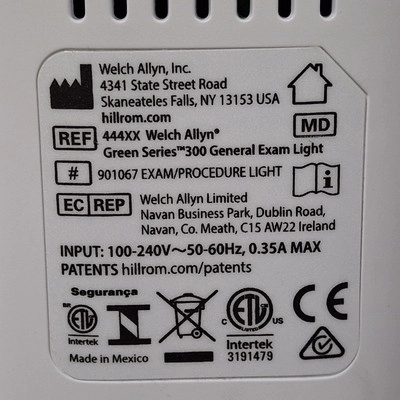 Welch Allyn, Inc.
4341 State Street Road
Skaneateles Falls, NY 13153 USA
hillrom.com
REF 444XX Welch Allyn®
Green Series™300 General Exam Light
MD
# 901067 EXAM/PROCEDURE LIGHT
i
EC REP Welch Allyn Limited
Navan Business Park, Dublin Road,
Navan, Co. Meath, C15 AW22 Ireland
INPUT: 100-240V~50-60Hz, 0.35A MAX
PATENTS hillrom.com/patents
Segurança
BR ETL
Intertek
C ETL US
CLASSIFIED
Intertek
3191479
CE
Made in Mexico